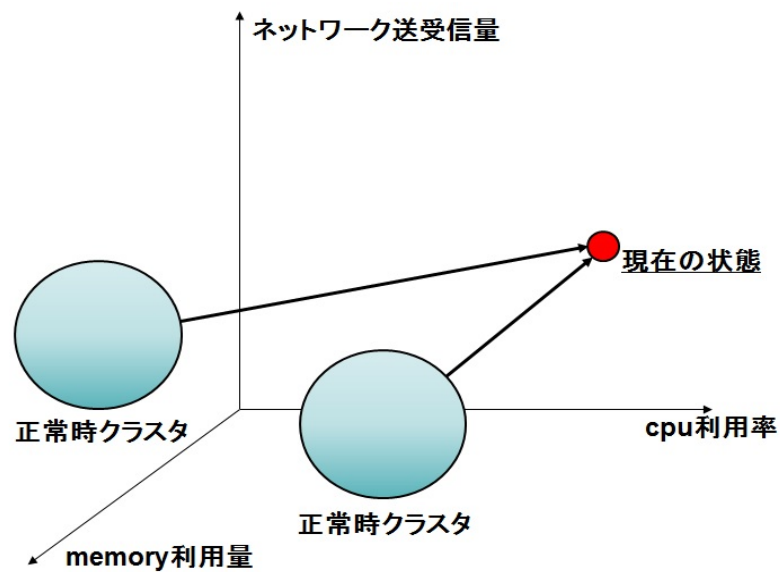 ネットワーク送受信量
現在の状態
正常時クラスタ
cpu利用率
正常時クラスタ
memory利用量